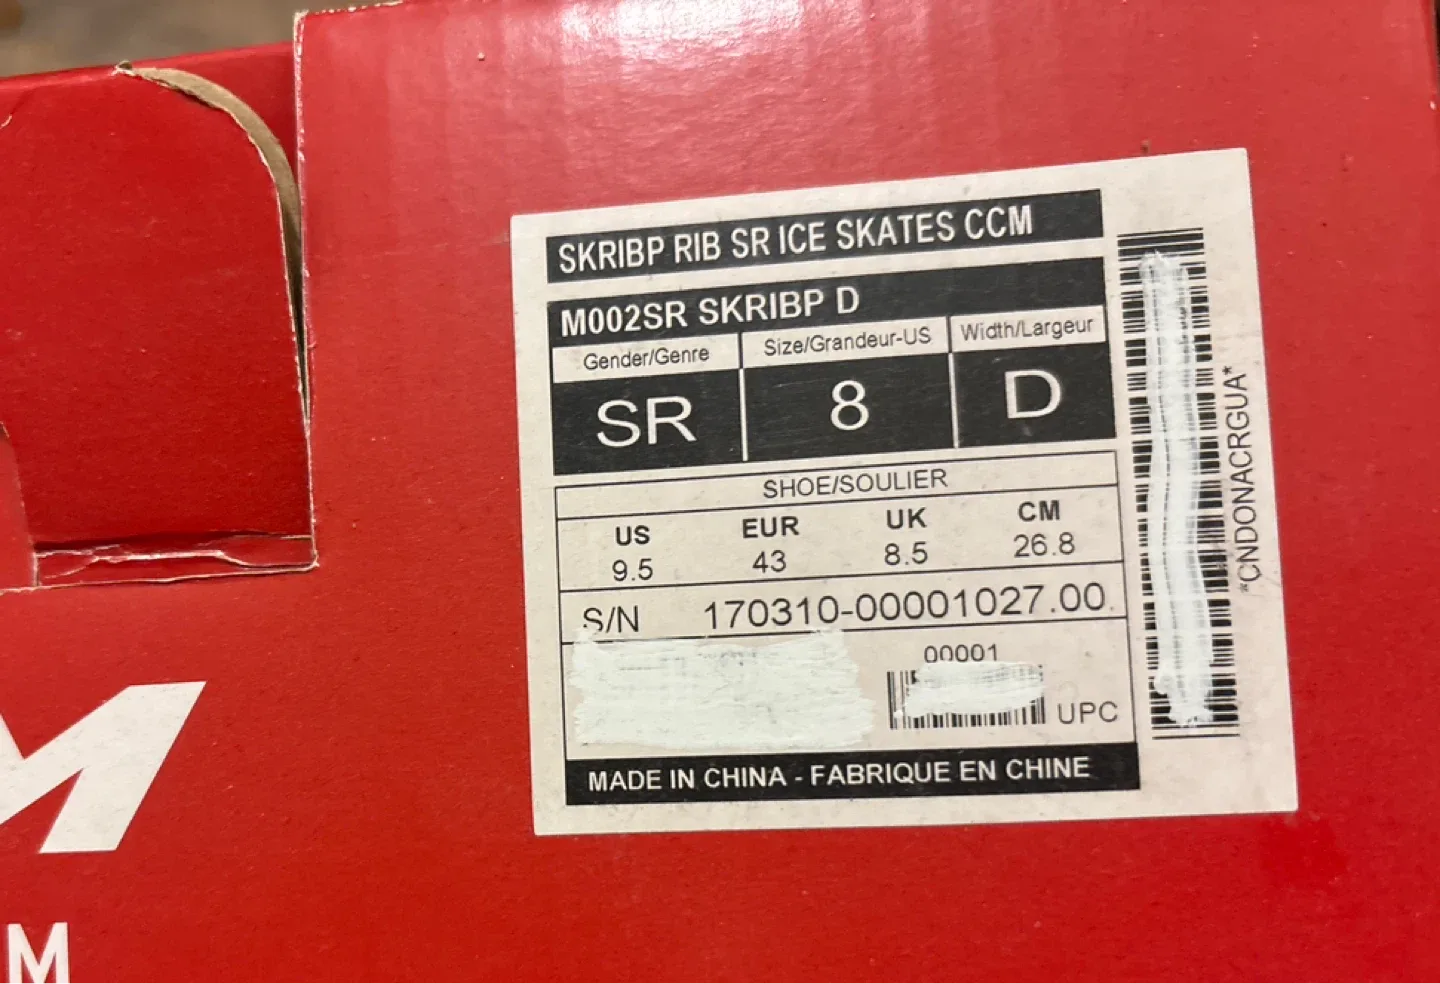 SKRIBP RIB SR ICE SKATES CCM
M002SR SKRIBP D
Gender/Genre Size/Grandeur-US Width/Largeur
SR 8 D
SHOE/SOULIER
US EUR UK CM
9.5 43 8.5 26.8
S/N 170310-00001027.00.
00001
UPC
MADE IN CHINA - FABRIQUE EN CHINE
*CNDONACRGUA*
M
M